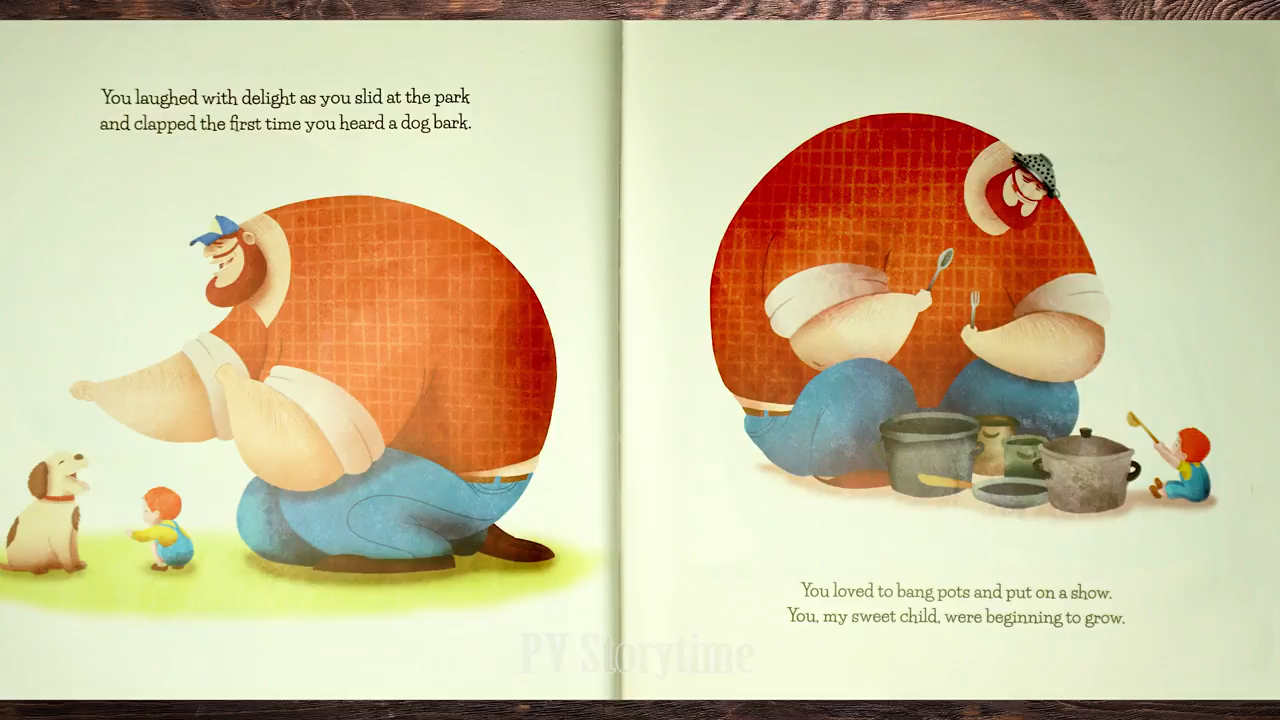 You laughed with delight as you slid at the park
and clapped the first time you heard a dog bark.
You loved to bang pots and put on a show.
You, my sweet child, were beginning to grow.
PV Storytime